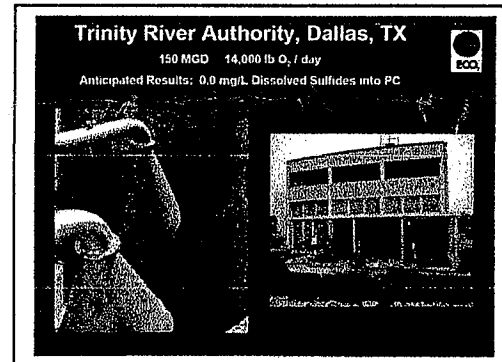 Trinity River Authority, Dallas, TX
150 MGD 14,000 lb O₂ / day
Anticipated Results: 0.0 mg/L Dissolved Sulfides into PC
ECO₂